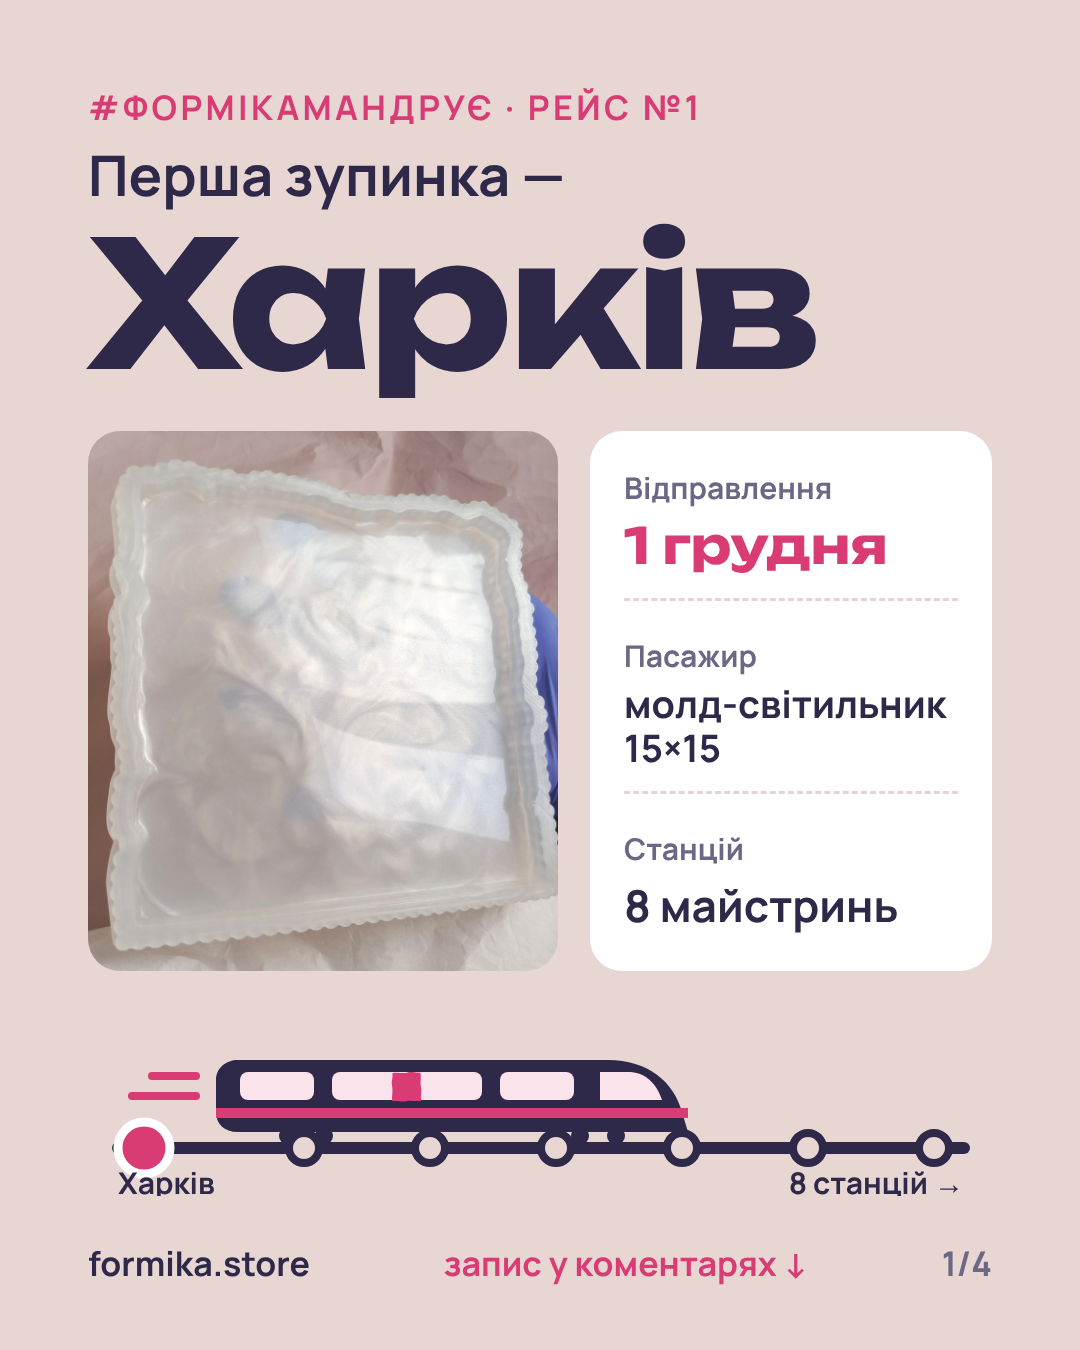 #ФОРМІКАМАНДРУЄ · РЕЙС №1
Перша зупинка —
Харків
Відправлення
1 грудня
Пасажир
молд-світильник
15×15
Станцій
8 майстринь
Харків
8 станцій →
formika.store
запис у коментарях ↓
1/4